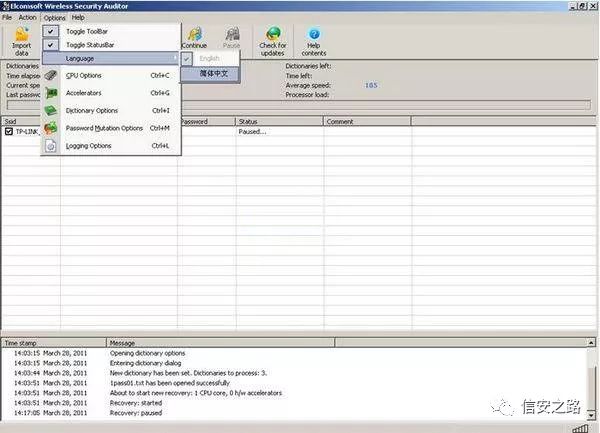 Elcomsoft Wireless Security Auditor
File Action Options Help
Import data
Toggle ToolBar
Toggle StatusBar
Language
English
简体中文
CPU Options Ctrl+C
Accelerators Ctrl+G
Dictionary Options Ctrl+I
Password Mutation Options Ctrl+M
Logging Options Ctrl+L
Continue
Pause
Check for updates
Help contents
Dictionaries
Time elapse
Current spe
Last passwo
Dictionaries left:
Time left:
Average speed: 185
Processor load:
Ssid Password Status Comment
TP-LINK_ Paused...
Time stamp Message
14:03:15 March 28, 2011 Opening dictionary options
14:03:15 March 28, 2011 Entering dictionary dialog
14:03:44 March 28, 2011 New dictionary has been set. Dictionaries to process: 3.
14:03:51 March 28, 2011 1pass01.txt has been opened successfully
14:03:51 March 28, 2011 About to start new recovery: 1 CPU core, 0 h/w accelerators
14:03:51 March 28, 2011 Recovery: started
14:17:05 March 28, 2011 Recovery: paused
信安之路